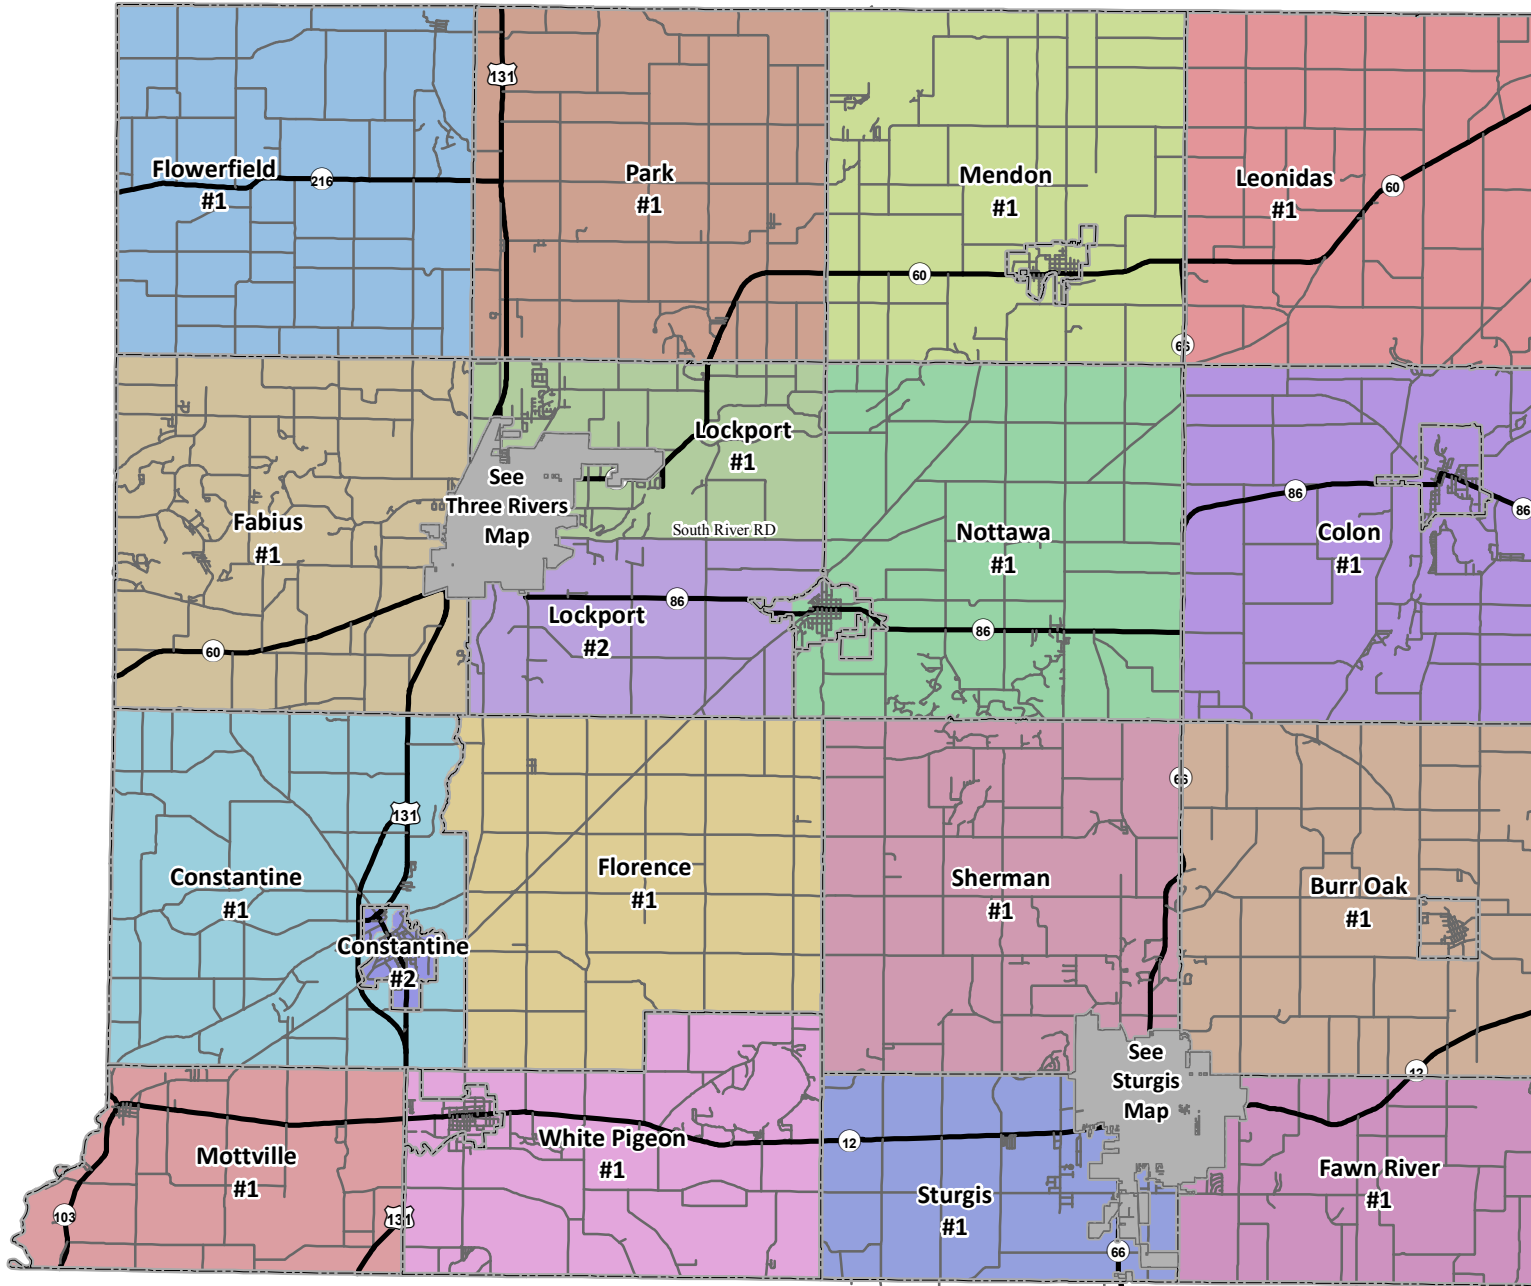 131
Flowerfield
#1
216
Park
#1
Mendon
#1
Leonidas
#1
60
60
66
Lockport
#1
See
Three Rivers
Map
South River RD
Fabius
#1
Nottawa
#1
86
Colon
#1
86
86
Lockport
#2
86
60
66
131
Constantine
#1
Florence
#1
Sherman
#1
Burr Oak
#1
Constantine
#2
See
Sturgis
Map
12
Mottville
#1
White Pigeon
#1
12
Sturgis
#1
Fawn River
#1
103
131
66